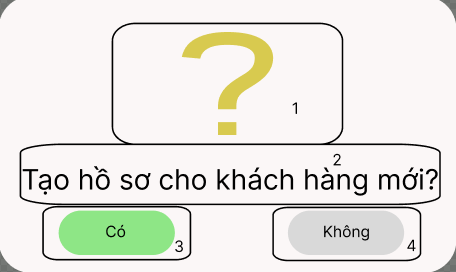 ?
1
2
Tạo hồ sơ cho khách hàng mới?
Có
3
Không
4